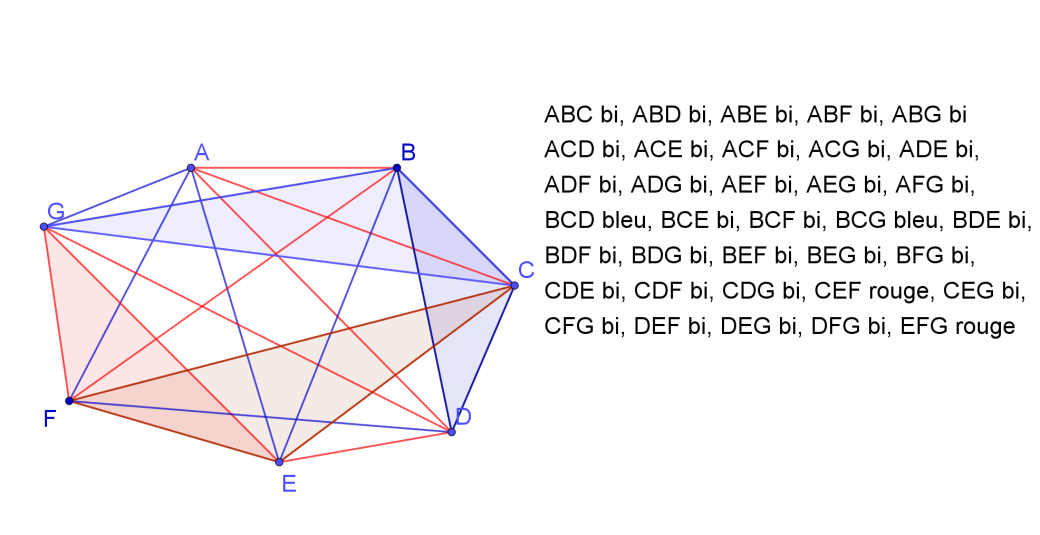 A
B
G
C
F
D
E
ABC bi, ABD bi, ABE bi, ABF bi, ABG bi
ACD bi, ACE bi, ACF bi, ACG bi, ADE bi,
ADF bi, ADG bi, AEF bi, AEG bi, AFG bi,
BCD bleu, BCE bi, BCF bi, BCG bleu, BDE bi,
BDF bi, BDG bi, BEF bi, BEG bi, BFG bi,
CDE bi, CDF bi, CDG bi, CEF rouge, CEG bi,
CFG bi, DEF bi, DEG bi, DFG bi, EFG rouge